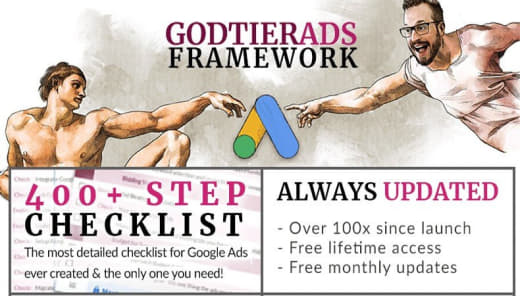 GODTIERADS
FRAMEWORK
400+ STEP
CHECKLIST
The most detailed checklist for Google Ads
ever created & the only one you need!
ALWAYS UPDATED
- Over 100x since launch
- Free lifetime access
- Free monthly updates